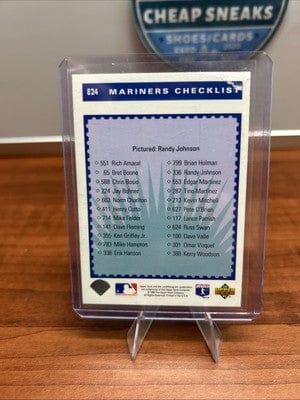 CHEAP SNEAKS
SHOES/CARDS
824 MARINERS CHECKLIST
Pictured: Randy Johnson
551 Rich Amaral
65 Bret Boone
588 Chris Bosio
224 Jay Buhner
663 Norm Charlton
411 Henry Cotto
714 Mike Felder
141 Dave Fleming
355 Ken Griffey Jr.
783 Mike Hampton
338 Erik Hanson
799 Brian Holman
336 Randy Johnson
553 Edgar Martinez
287 Tino Martinez
213 Kevin Mitchell
627 Pete O'Brien
117 Lance Parrish
624 Russ Swan
100 Dave Valle
301 Omar Vizquel
388 Kerry Woodson